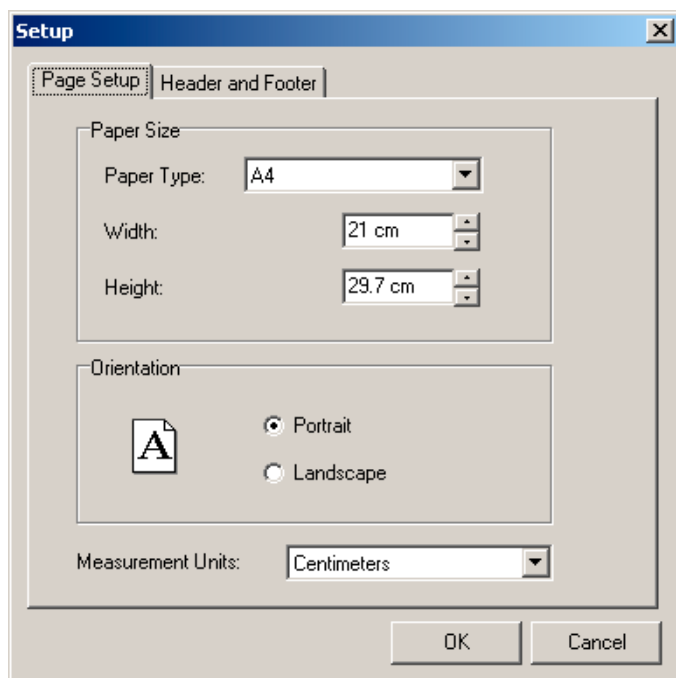 Setup
Page Setup Header and Footer
Paper Size
Paper Type: A4
Width: 21 cm
Height: 29.7 cm
Orientation
A
Portrait
Landscape
Measurement Units: Centimeters
OK Cancel